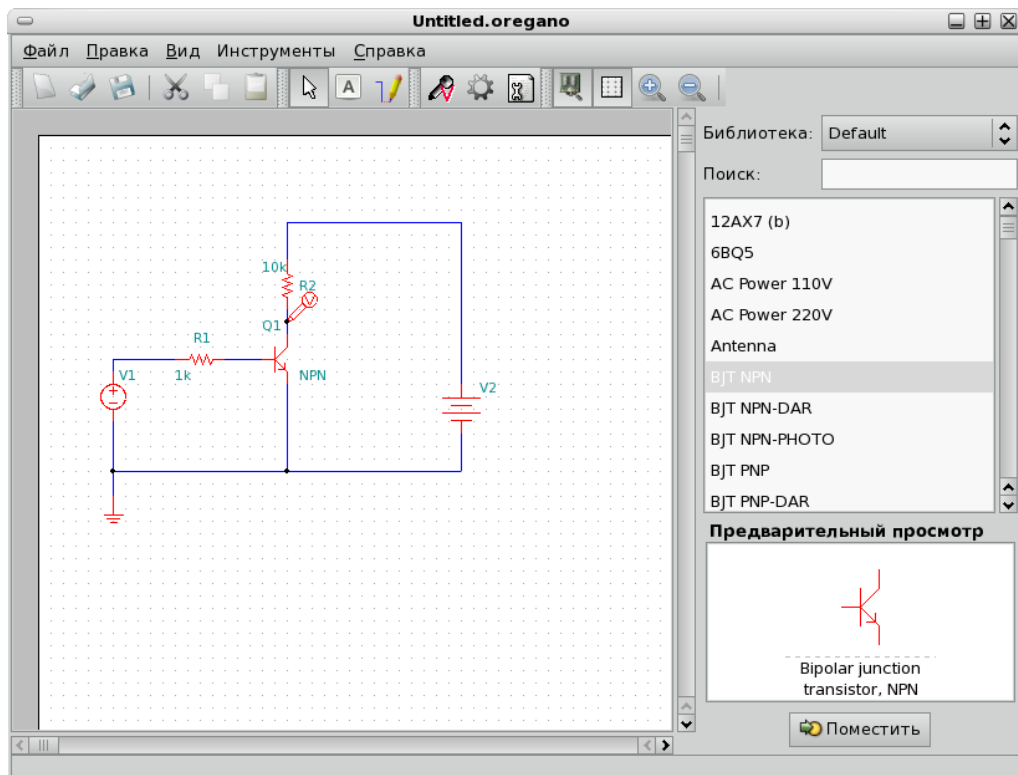 Untitled.oregano
Файл Правка Вид Инструменты Справка
A
Библиотека: Default
Поиск:
12AX7 (b)
6BQ5
AC Power 110V
AC Power 220V
Antenna
BJT NPN
BJT NPN-DAR
BJT NPN-PHOTO
BJT PNP
BJT PNP-DAR
10k
R2
V
Q1
R1
V1
1k
NPN
V2
Предварительный просмотр
Bipolar junction
transistor, NPN
Поместить